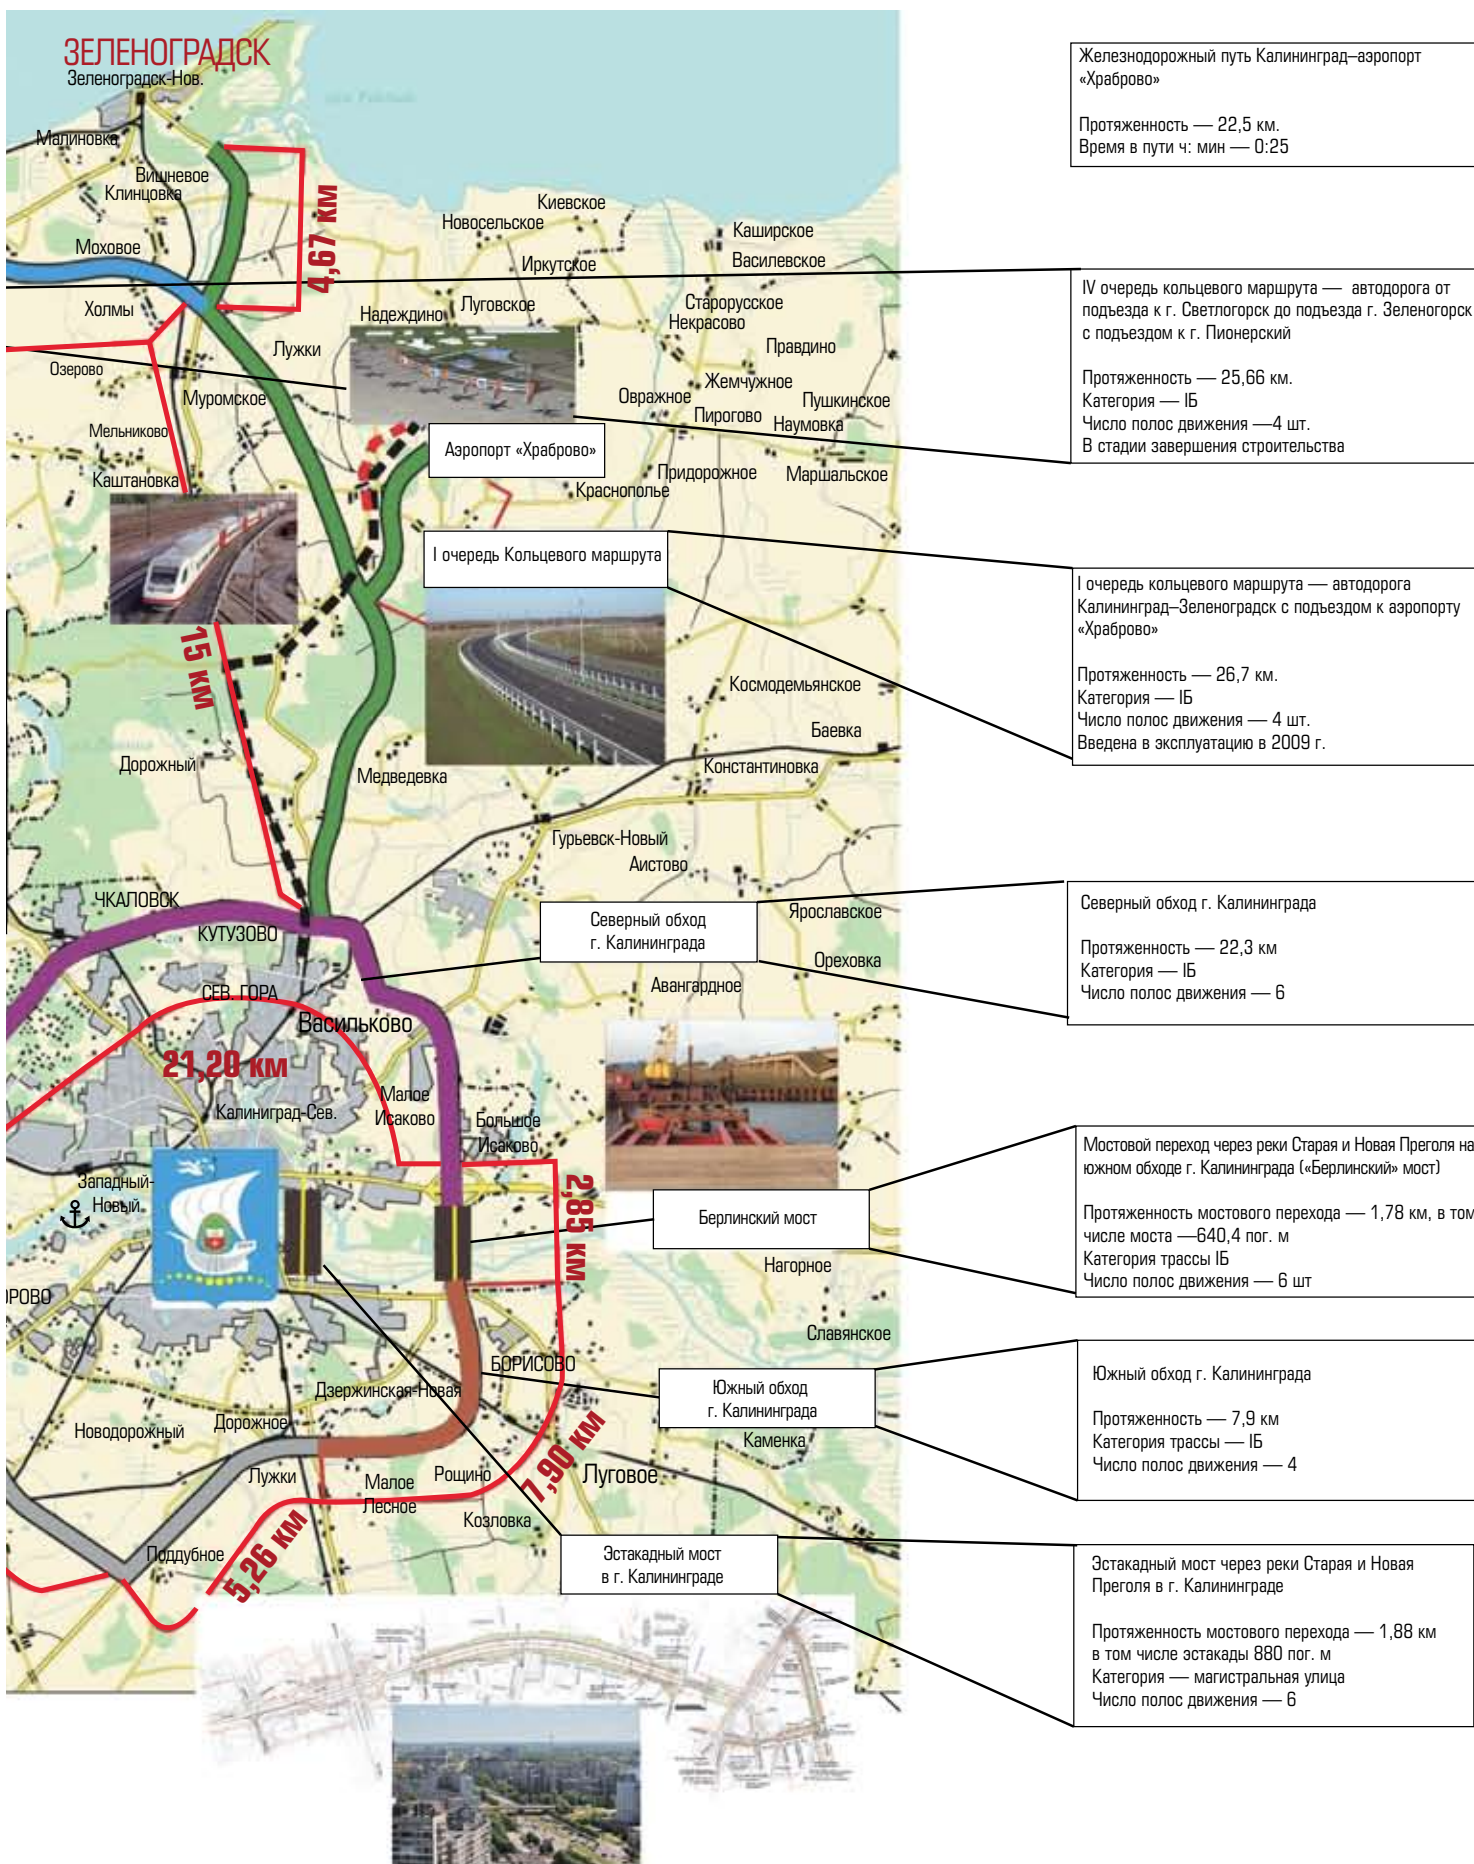 ЗЕЛЕНОГРАДСК
Зеленоградск-Нов.
Малиновка
Вишневое
Клинцовка
Моховое
Холмы
4,67 км
Киевское
Новосельское
Каширское
Василевское
Иркутское
Луговское
Надеждино
Старорусское
Некрасово
Лужки
Правдино
Озерово
Муромское
Жемчужное
Овражное
Пушкинское
Пирогово
Наумовка
Мельниково
Каштановка
Аэропорт «Храброво»
Придорожное
Маршальское
Краснополье
I очередь Кольцевого маршрута
15 км
Космодемьянское
Баевка
Дорожный
Медведевка
Константиновка
Гурьевск-Новый
Аистово
ЧКАЛОВСК
КУТУЗОВО
Северный обход
г. Калининграда
Ярославское
Ореховка
СЕВ. ГОРА
Авангардное
Васильково
21,20 км
Калиниград-Сев.
Малое
Исаково
Большое
Исаково
Западный-
Новый
2,85 км
Берлинский мост
Нагорное
ОРОВО
Славянское
БОРИСОВО
Дзержинская-Новая
Южный обход
г. Калининграда
Новодорожный
Дорожное
Каменка
Лужки
Малое
Лесное
Рощино
7,90 км
Луговое
Козловка
Поддубное
5,26 км
Эстакадный мост
в г. Калининграде
Железнодорожный путь Калининград–аэропорт
«Храброво»
Протяженность — 22,5 км.
Время в пути ч: мин — 0:25
IV очередь кольцевого маршрута — автодорога от
подъезда к г. Светлогорск до подъезда г. Зеленогорск
с подъездом к г. Пионерский
Протяженность — 25,66 км.
Категория — IБ
Число полос движения —4 шт.
В стадии завершения строительства
I очередь кольцевого маршрута — автодорога
Калининград–Зеленоградск с подъездом к аэропорту
«Храброво»
Протяженность — 26,7 км.
Категория — IБ
Число полос движения — 4 шт.
Введена в эксплуатацию в 2009 г.
Северный обход г. Калининграда
Протяженность — 22,3 км
Категория — IБ
Число полос движения — 6
Мостовой переход через реки Старая и Новая Преголя на
южном обходе г. Калининграда («Берлинский» мост)
Протяженность мостового перехода — 1,78 км, в том
числе моста —640,4 пог. м
Категория трассы IБ
Число полос движения — 6 шт
Южный обход г. Калининграда
Протяженность — 7,9 км
Категория трассы — IБ
Число полос движения — 4
Эстакадный мост через реки Старая и Новая
Преголя в г. Калининграде
Протяженность мостового перехода — 1,88 км
в том числе эстакады 880 пог. м
Категория — магистральная улица
Число полос движения — 6